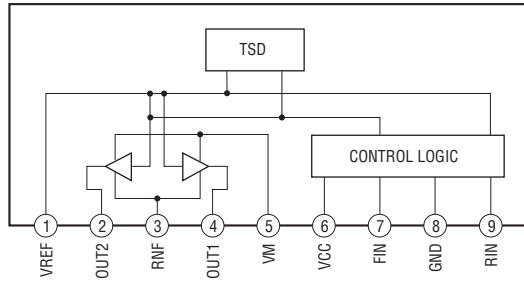 TSD
CONTROL LOGIC
1 2 3 4 5 6 7 8 9
VREF OUT2 RNF OUT1 VM VCC FIN GND RIN